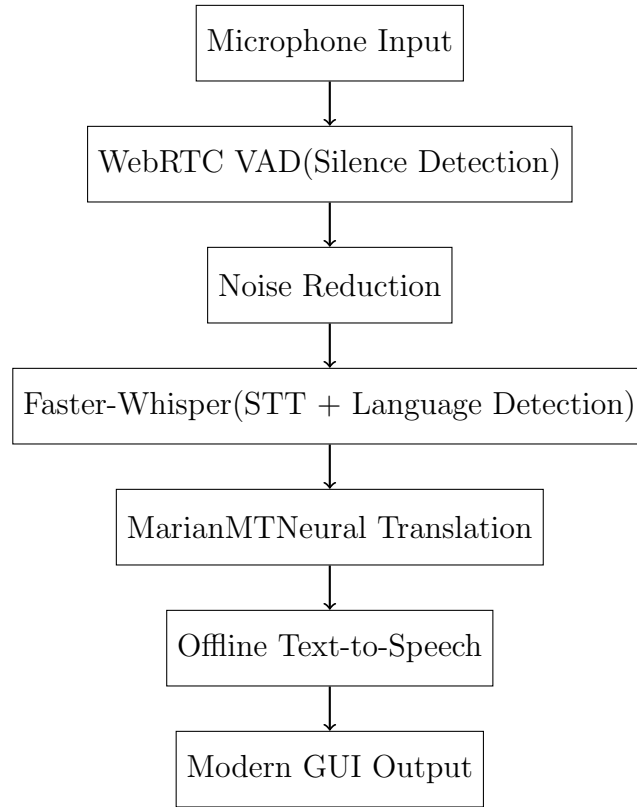 Microphone Input
WebRTC VAD(Silence Detection)
Noise Reduction
Faster-Whisper(STT + Language Detection)
MarianMTNeural Translation
Offline Text-to-Speech
Modern GUI Output